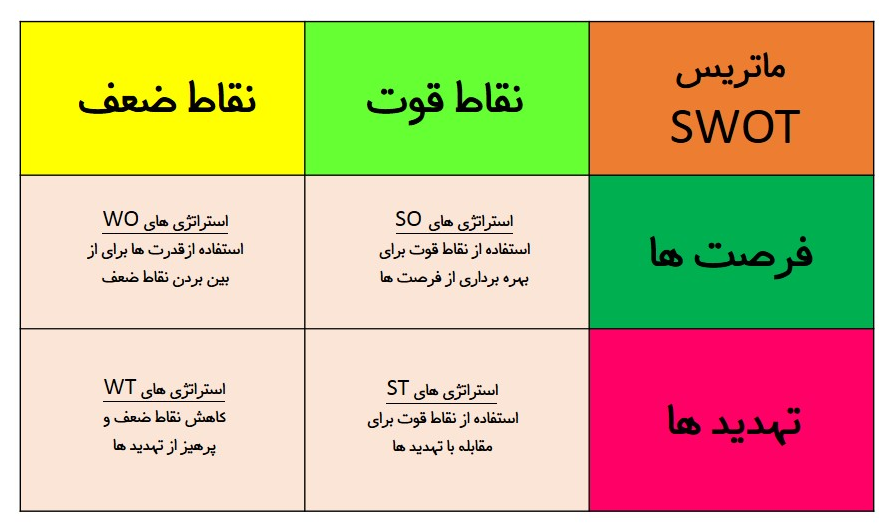 ماتریس
SWOT
نقاط قوت
نقاط ضعف
فرصت ها
استراتژی های SO
استفاده از نقاط قوت برای
بهره برداری از فرصت ها
استراتژی های WO
استفاده ازقدرت ها برای از
بین بردن نقاط ضعف
تهدید ها
استراتژی های ST
استفاده از نقاط قوت برای
مقابله با تهدید ها
استراتژی های WT
کاهش نقاط ضعف و
پرهیز از تهدید ها